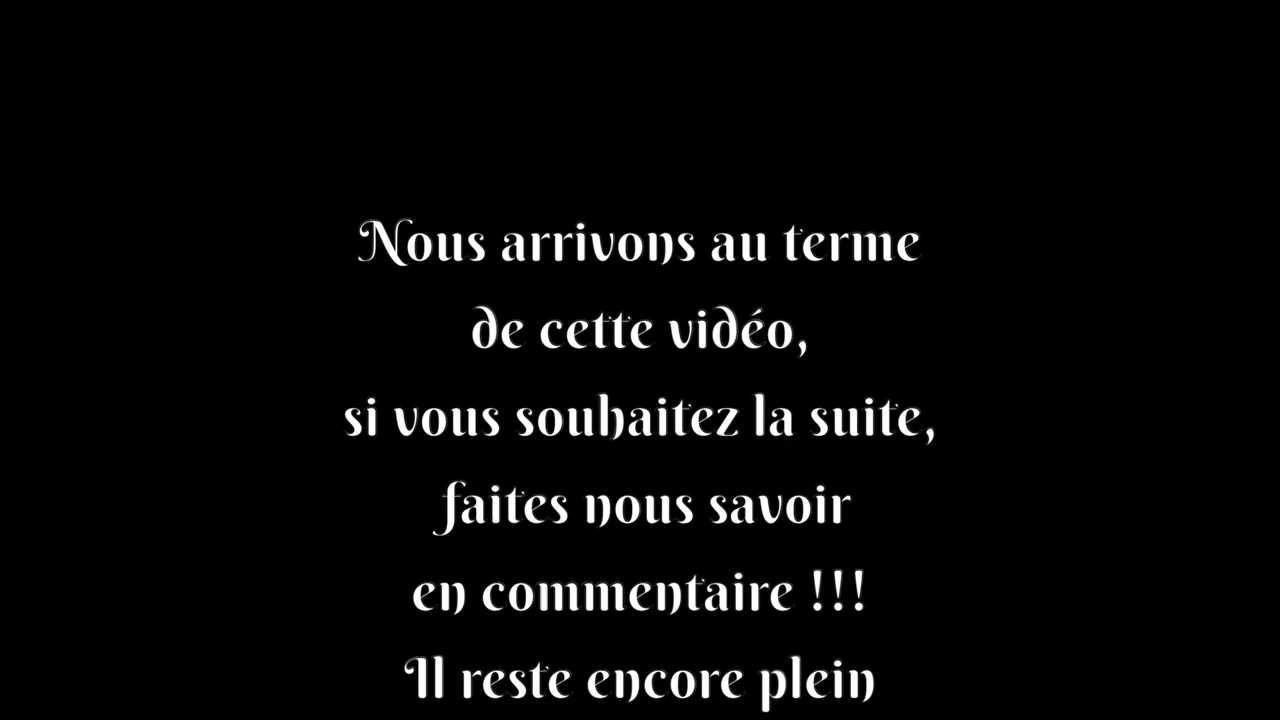 Nous arrivons au terme
de cette vidéo,
si vous souhaitez la suite,
faites nous savoir
en commentaire !!!
Il reste encore plein